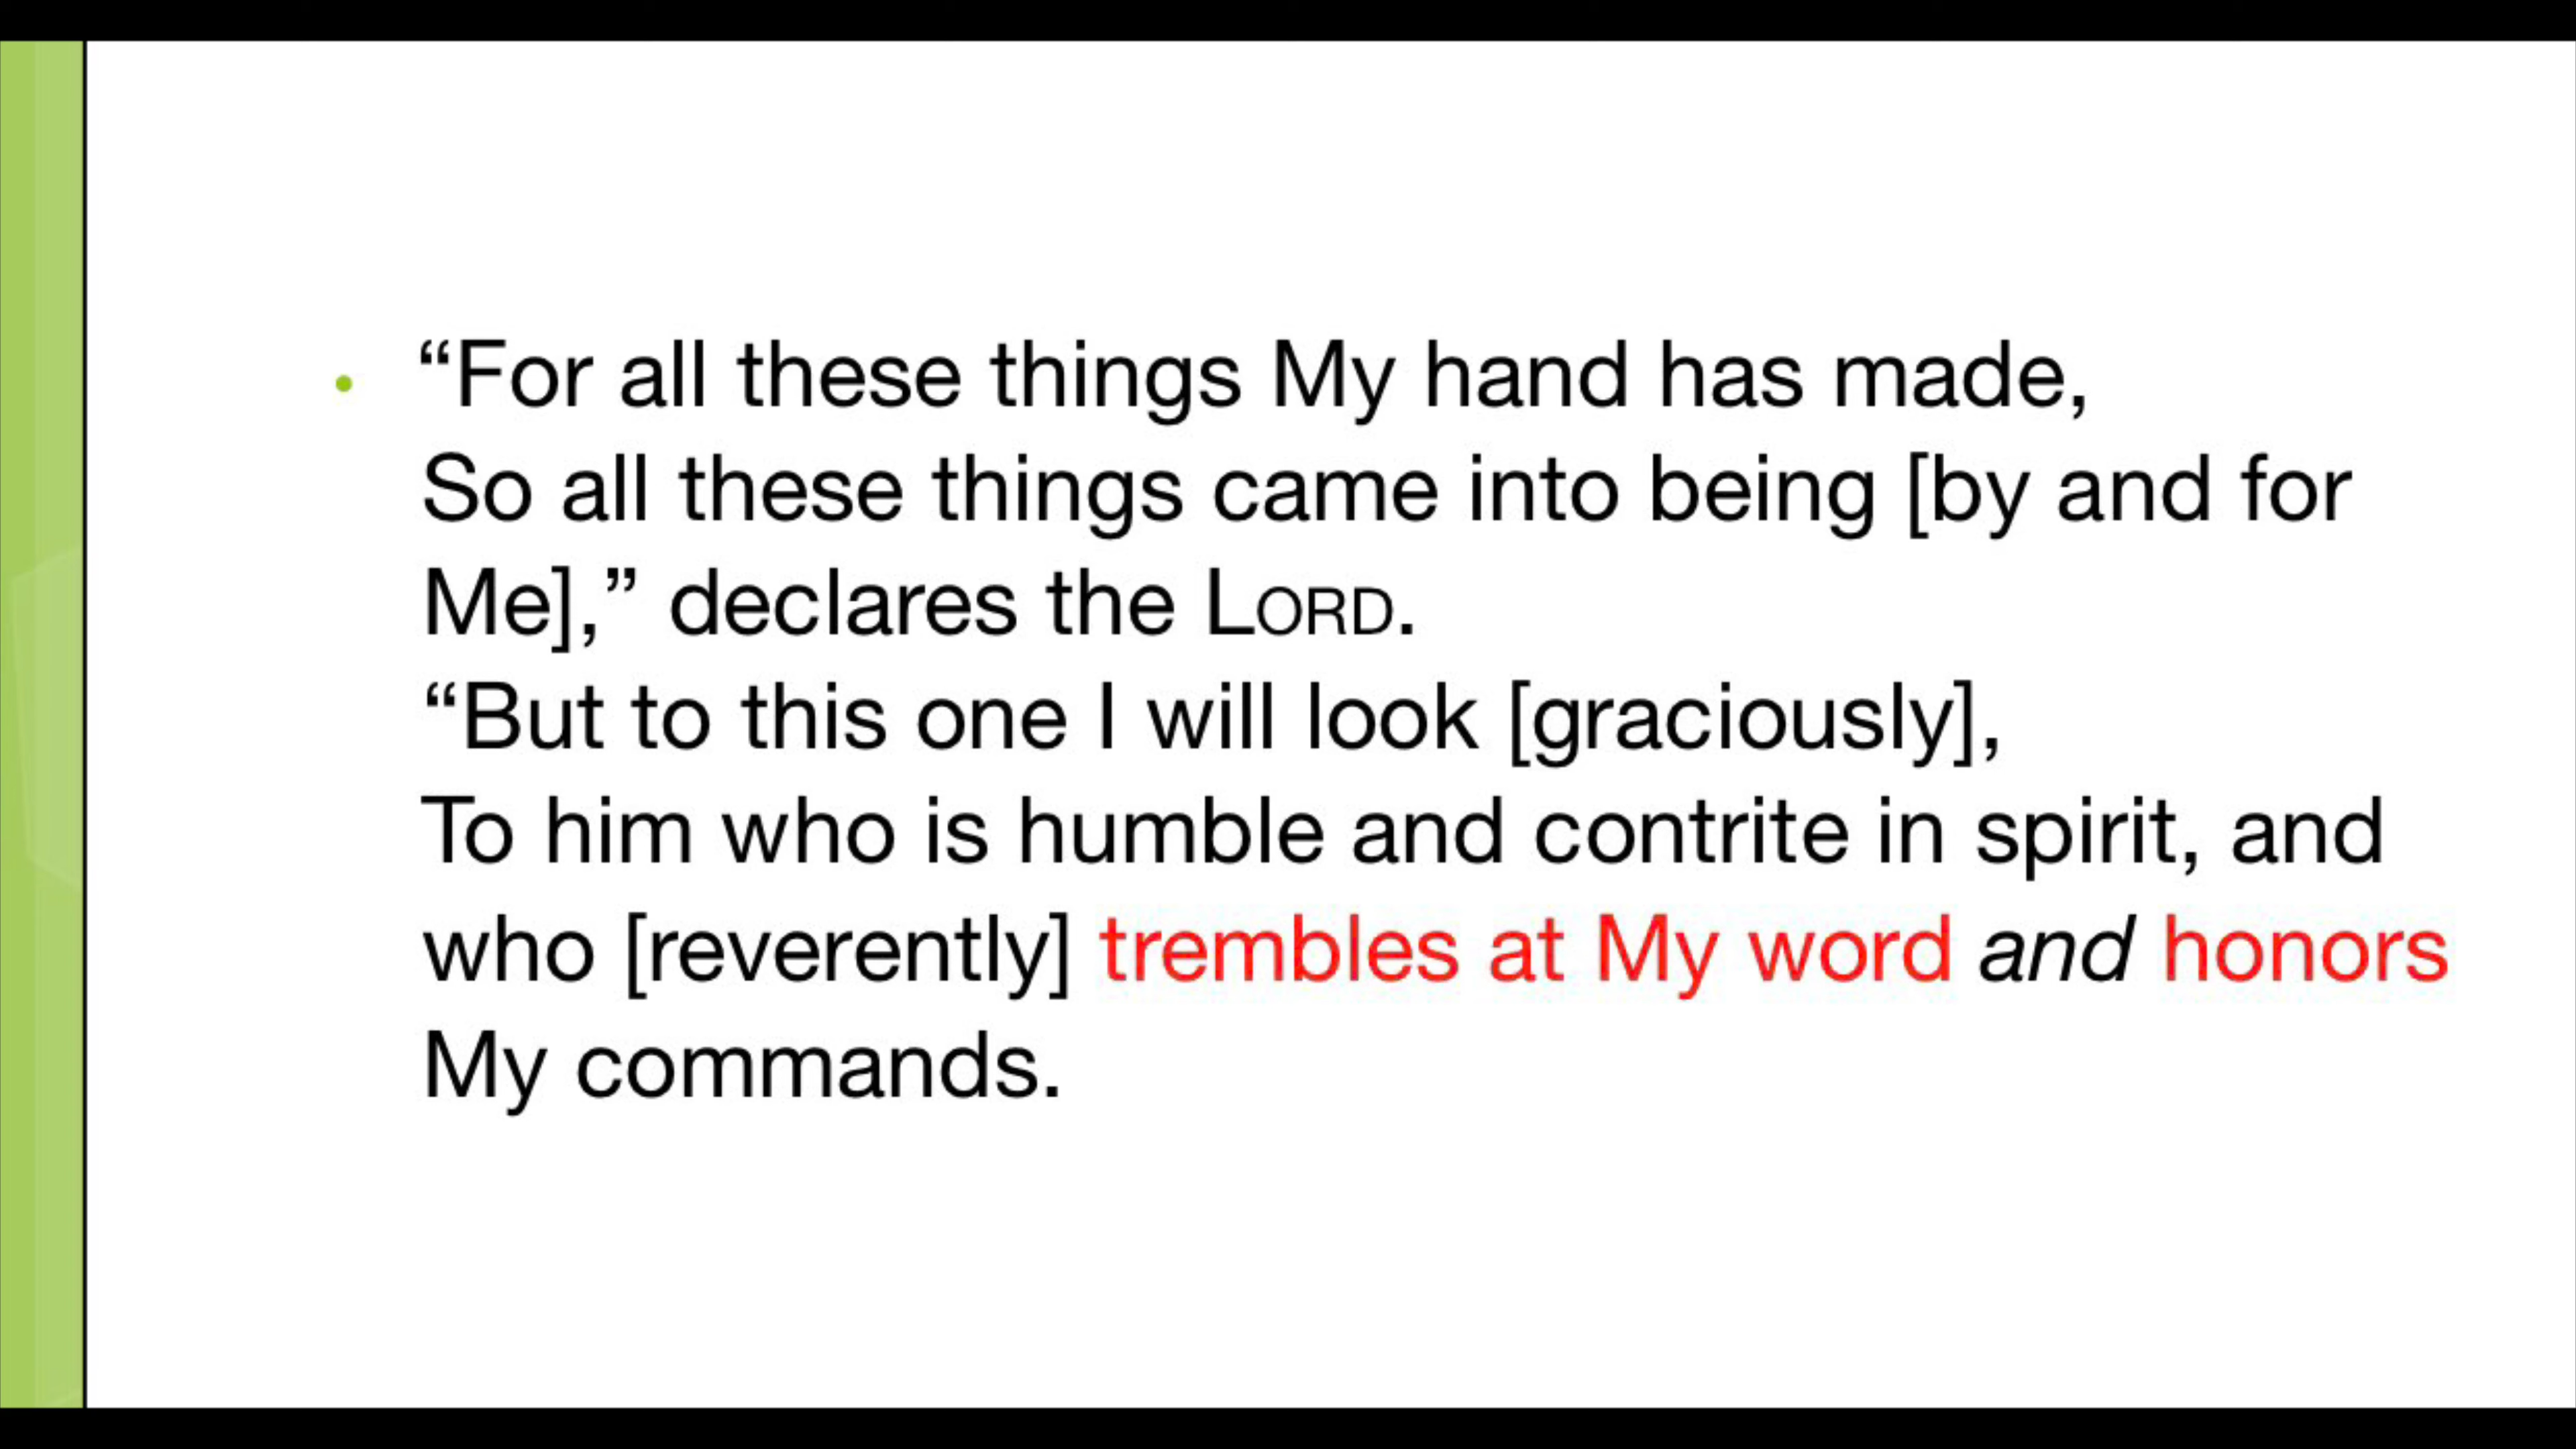 • “For all these things My hand has made,
So all these things came into being [by and for
Me],” declares the LORD.
“But to this one I will look [graciously],
To him who is humble and contrite in spirit, and
who [reverently] trembles at My word and honors
My commands.